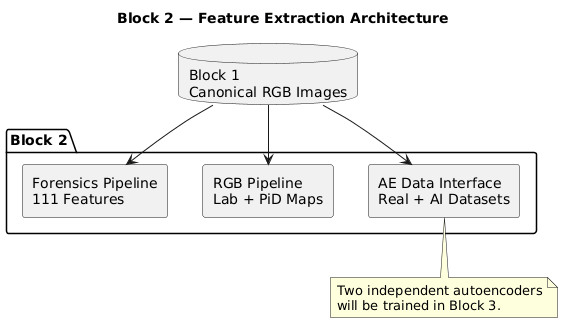 Block 2 — Feature Extraction Architecture
Block 1
Canonical RGB Images
Block 2
Forensics Pipeline
111 Features
RGB Pipeline
Lab + PiD Maps
AE Data Interface
Real + AI Datasets
Two independent autoencoders
will be trained in Block 3.